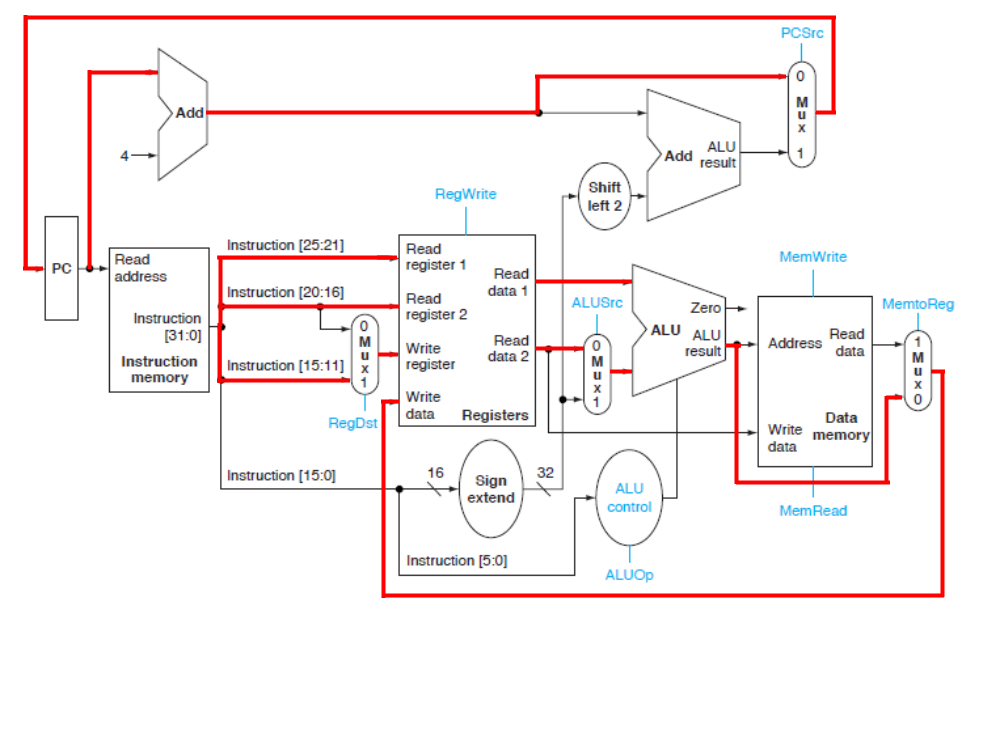 PCSrc
0
M
u
x
1
Add
4
Add
ALU
result
Shift
left 2
RegWrite
PC
Read
address
Instruction
[31:0]
Instruction
memory
Instruction [25:21]
Instruction [20:16]
Instruction [15:11]
0
M
u
x
1
RegDst
Read
register 1
Read
register 2
Write
register
Write
data
Read
data 1
Read
data 2
Registers
ALUSrc
0
M
u
x
1
Zero
ALU
ALU
result
MemWrite
Address
Read
data
Write
data
Data
memory
MemRead
MemtoReg
1
M
u
x
0
Instruction [15:0]
16
Sign
extend
32
ALU
control
Instruction [5:0]
ALUOp